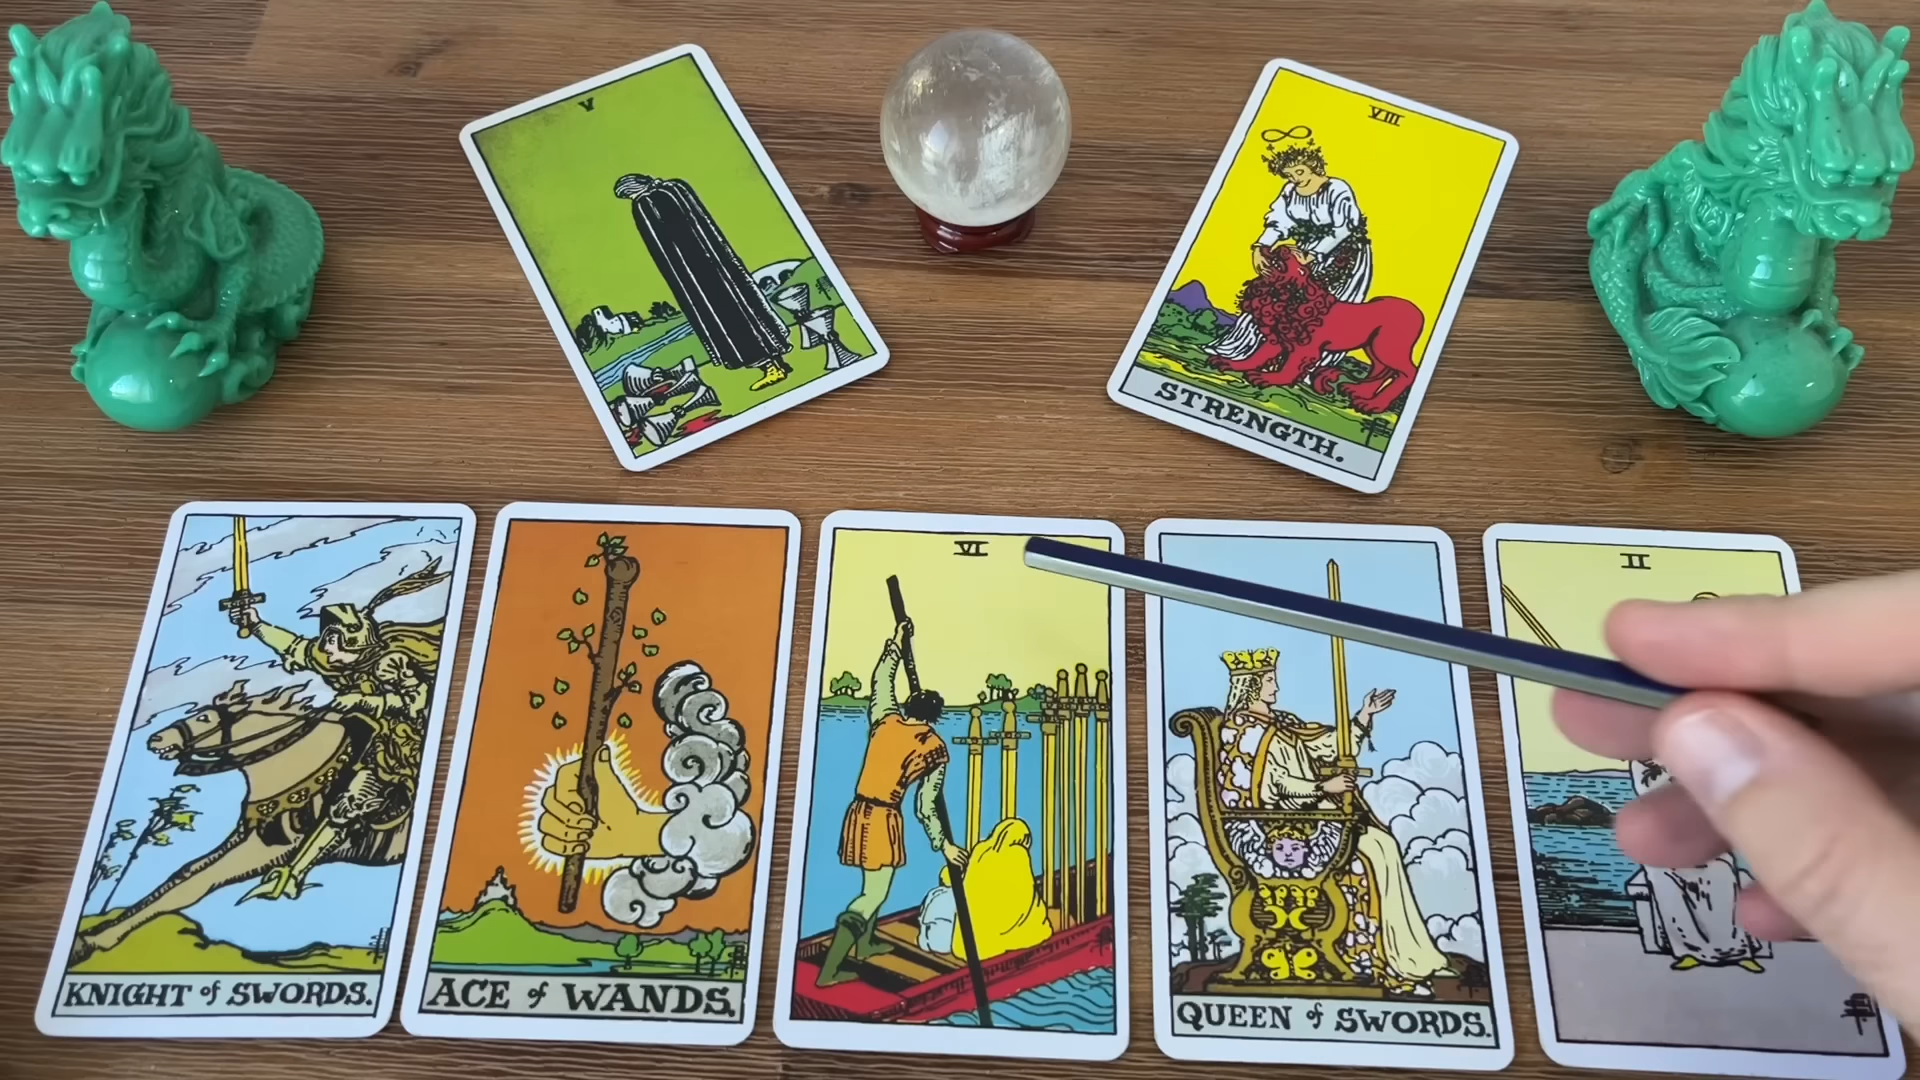 V
VIII
STRENGTH.
KNIGHT of SWORDS.
ACE of WANDS.
VI
QUEEN of SWORDS.
II